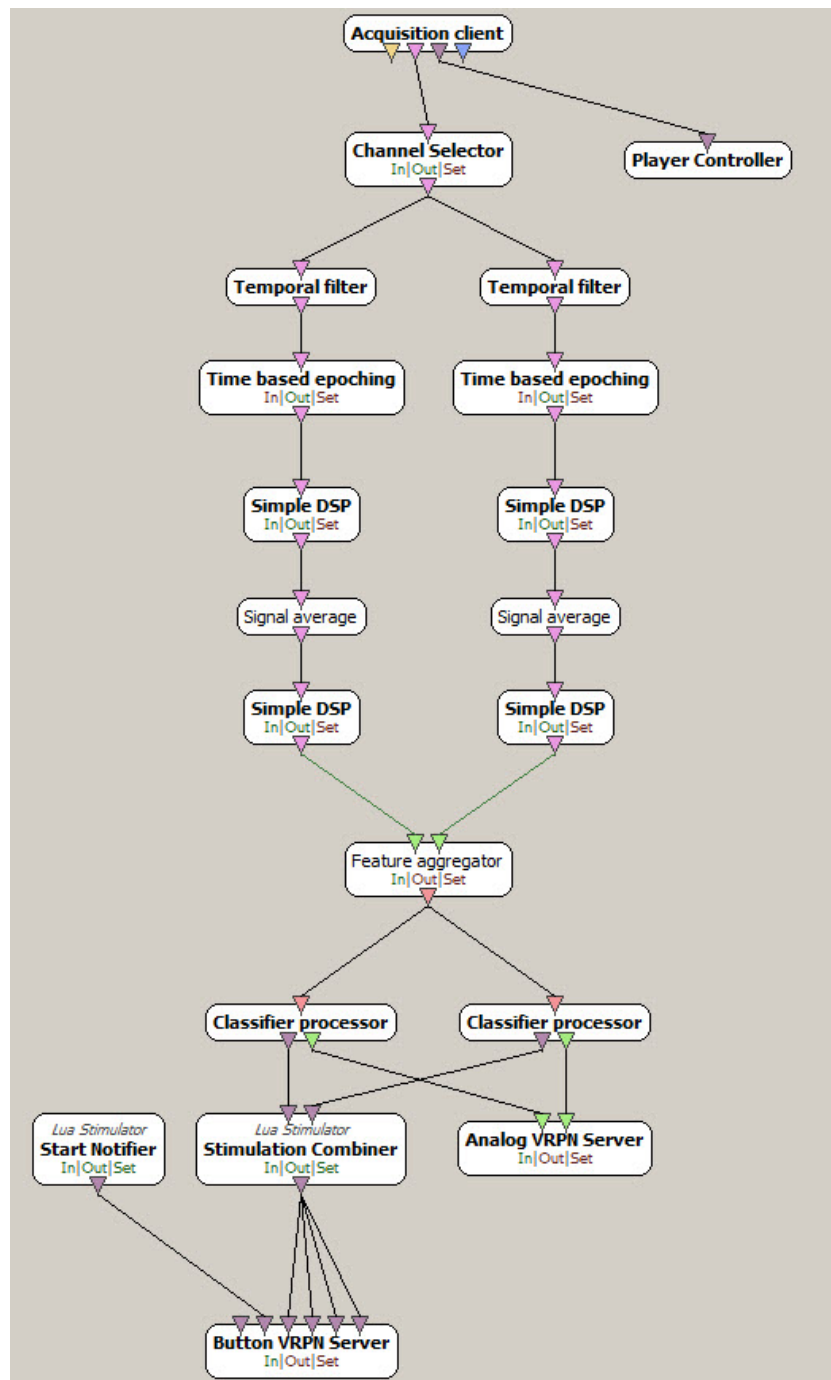 Acquisition client
Channel Selector
In|Out|Set
Player Controller
Temporal filter
Temporal filter
Time based epoching
In|Out|Set
Time based epoching
In|Out|Set
Simple DSP
In|Out|Set
Simple DSP
In|Out|Set
Signal average
Signal average
Simple DSP
In|Out|Set
Simple DSP
In|Out|Set
Feature aggregator
In|Out|Set
Classifier processor
Classifier processor
Lua Stimulator
Start Notifier
In|Out|Set
Lua Stimulator
Stimulation Combiner
In|Out|Set
Analog VRPN Server
In|Out|Set
Button VRPN Server
In|Out|Set